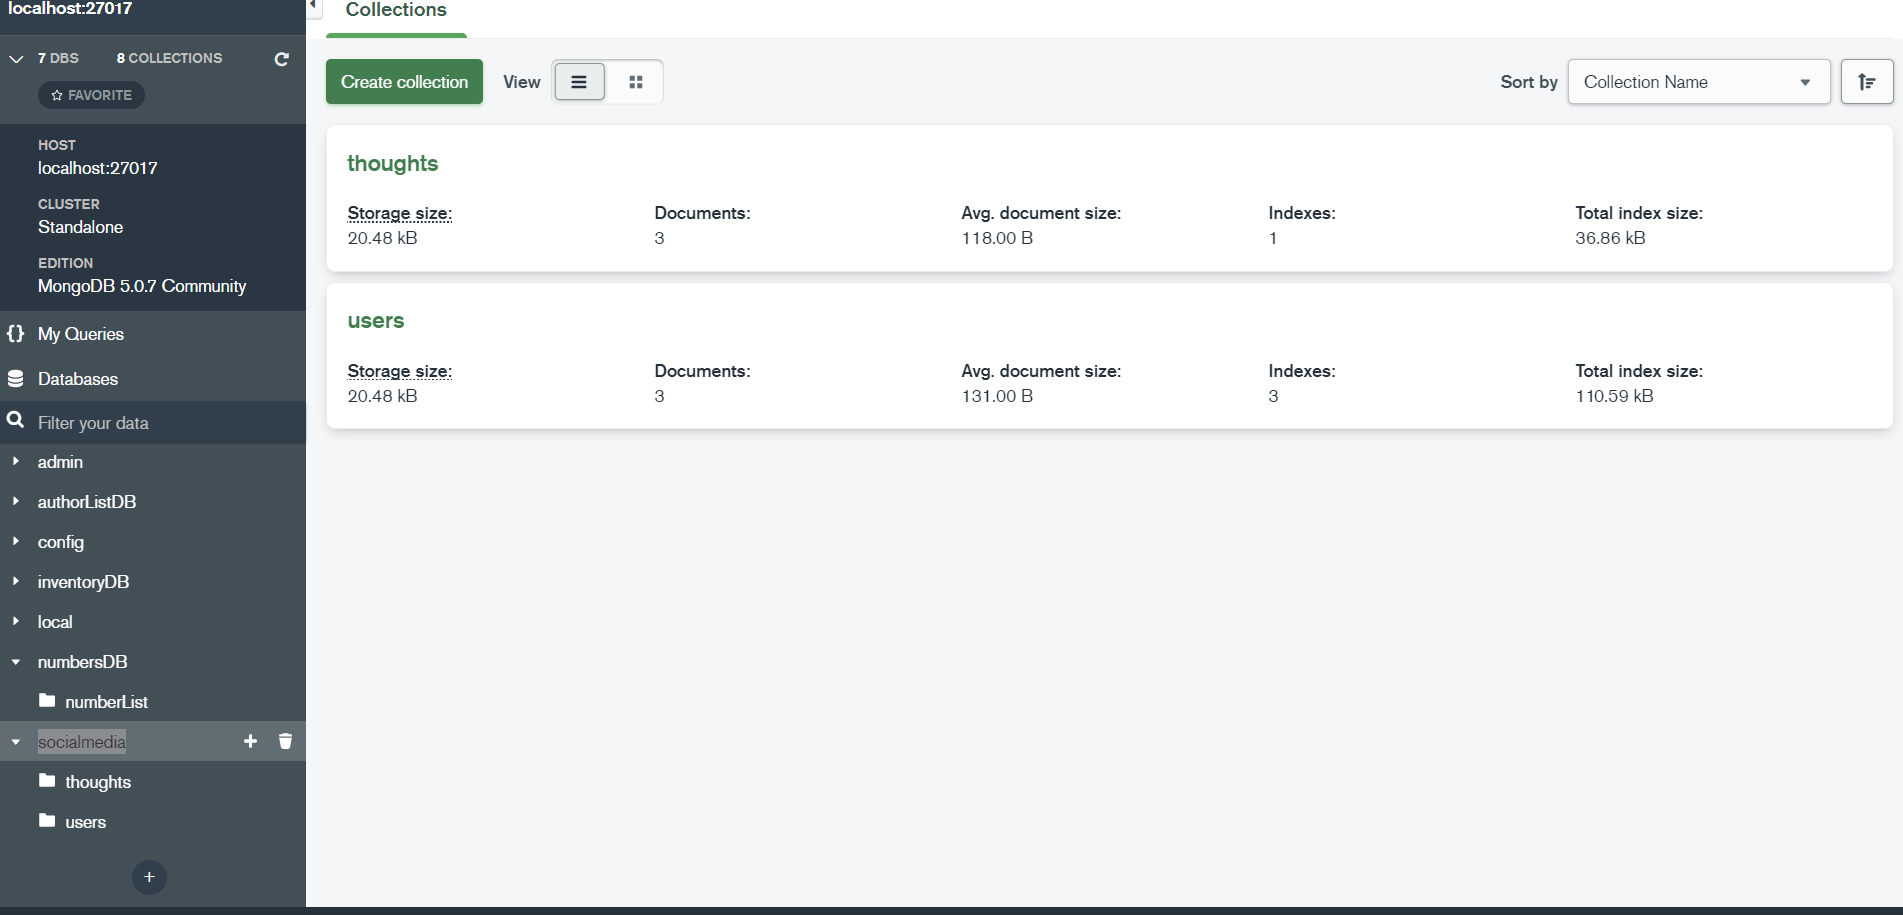 localhost:27017
7 DBS 8 COLLECTIONS
FAVORITE
HOST
localhost:27017
CLUSTER
Standalone
EDITION
MongoDB 5.0.7 Community
{} My Queries
Databases
Filter your data
admin
authorListDB
config
inventoryDB
local
numbersDB
numberList
socialmedia
thoughts
users
+
Collections
Create collection View Sort by Collection Name
thoughts
Storage size: Documents: Avg. document size: Indexes: Total index size:
20.48 kB 3 118.00 B 1 36.86 kB
users
Storage size: Documents: Avg. document size: Indexes: Total index size:
20.48 kB 3 131.00 B 3 110.59 kB